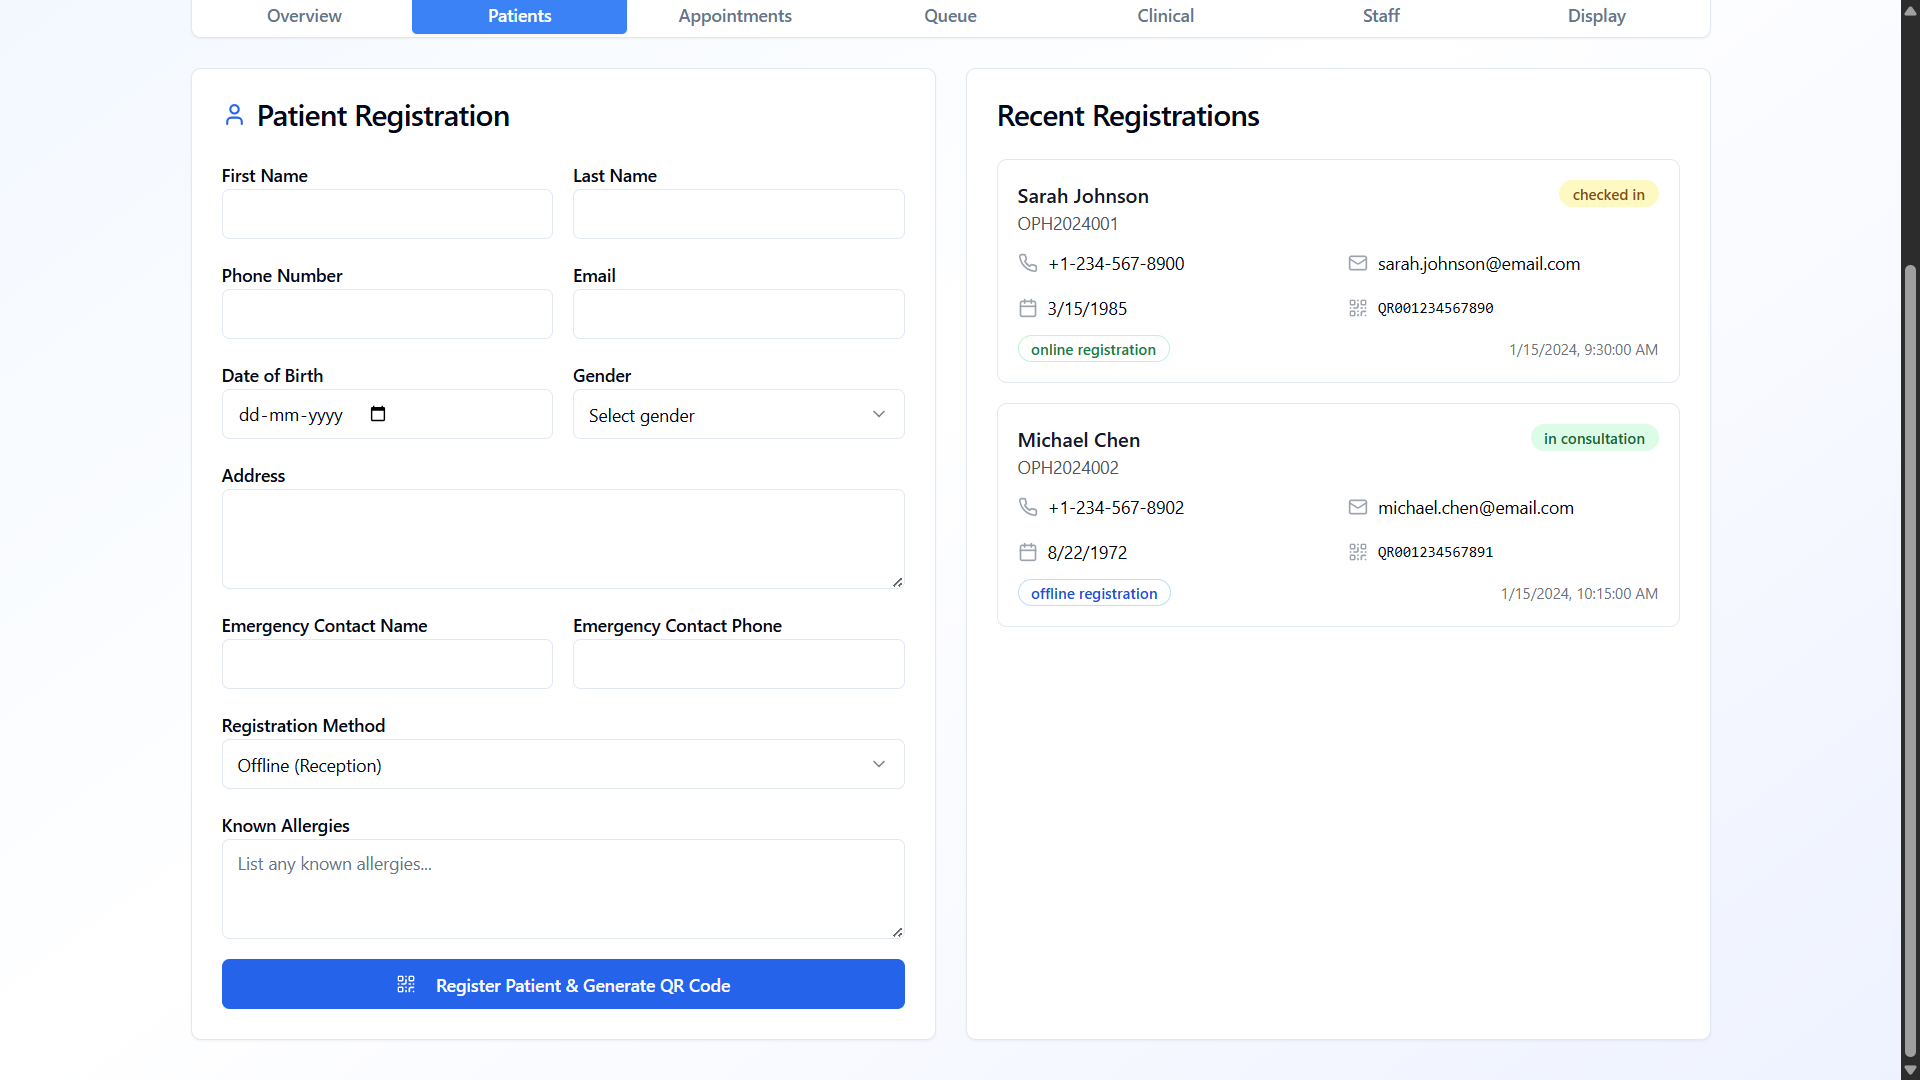 Overview Patients Appointments Queue Clinical Staff Display
Patient Registration
First Name Last Name
Phone Number Email
Date of Birth Gender
dd-mm-yyyy Select gender
Address
Emergency Contact Name Emergency Contact Phone
Registration Method
Offline (Reception)
Known Allergies
List any known allergies...
Register Patient & Generate QR Code
Recent Registrations
Sarah Johnson checked in
OPH2024001
+1-234-567-8900 sarah.johnson@email.com
3/15/1985 QR001234567890
online registration 1/15/2024, 9:30:00 AM
Michael Chen in consultation
OPH2024002
+1-234-567-8902 michael.chen@email.com
8/22/1972 QR001234567891
offline registration 1/15/2024, 10:15:00 AM